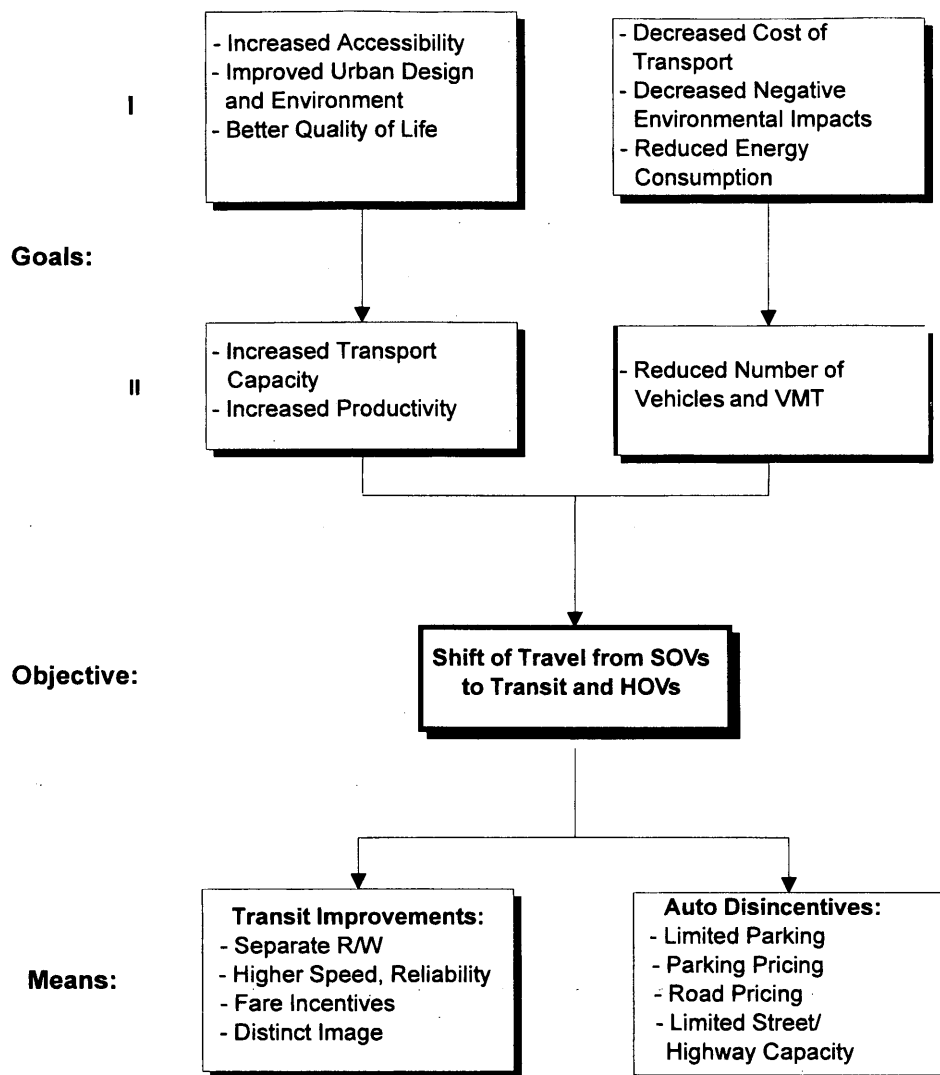 I
- Increased Accessibility
- Improved Urban Design
and Environment
- Better Quality of Life
- Decreased Cost of
Transport
- Decreased Negative
Environmental Impacts
- Reduced Energy
Consumption
Goals:
II
- Increased Transport
Capacity
- Increased Productivity
- Reduced Number of
Vehicles and VMT
Objective:
Shift of Travel from SOVs
to Transit and HOVs
Means:
Transit Improvements:
- Separate R/W
- Higher Speed, Reliability
- Fare Incentives
- Distinct Image
Auto Disincentives:
- Limited Parking
- Parking Pricing
- Road Pricing
- Limited Street/
Highway Capacity